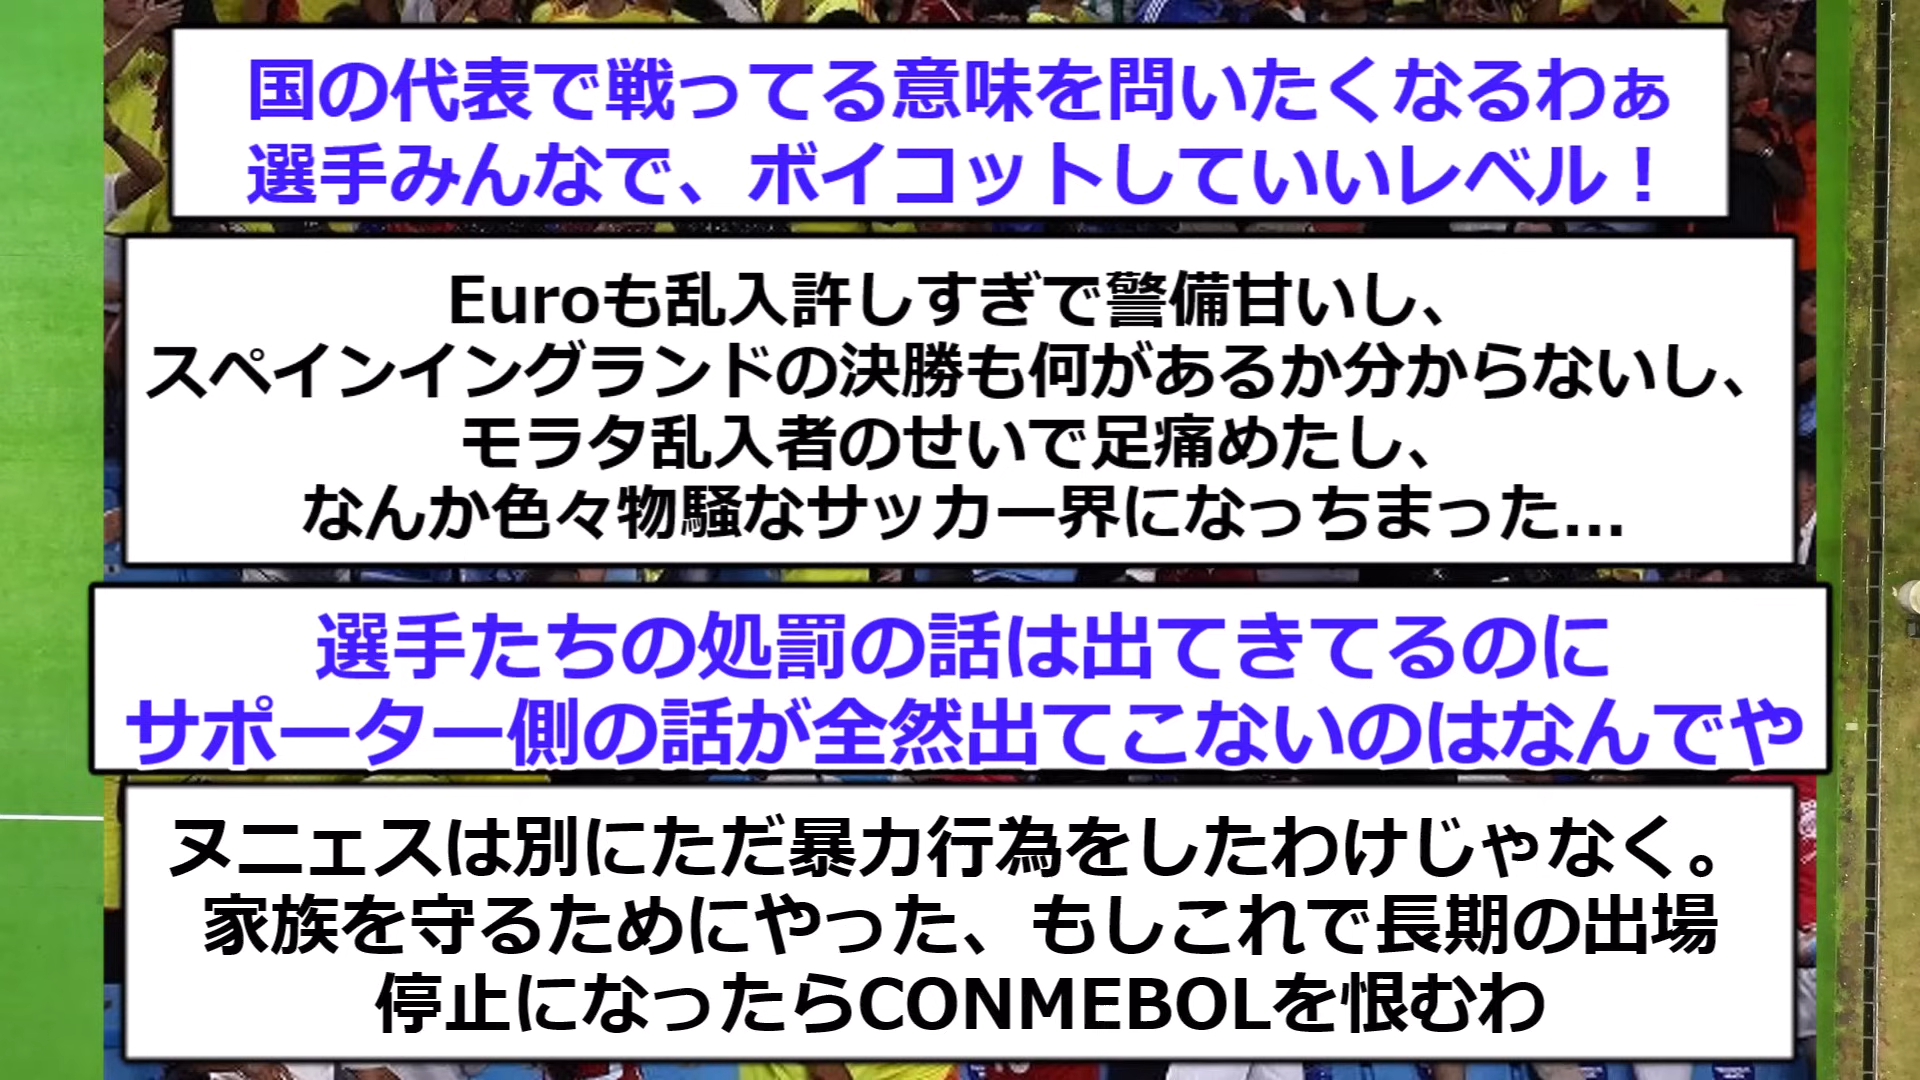 国の代表で戦ってる意味を問いたくなるわぁ
選手みんなで、ボイコットしていいレベル！
Euroも乱入許しすぎで警備甘いし、
スペインイングランドの決勝も何があるか分からないし、
モラタ乱入者のせいで足痛めたし、
なんか色々物騒なサッカー界になっちまった…
選手たちの処罰の話は出てきてるのに
サポーター側の話が全然出てこないのはなんでや
ヌニェスは別にただ暴力行為をしたわけじゃなく。
家族を守るためにやった、もしこれで長期の出場
停止になったらCONMEBOLを恨むわ